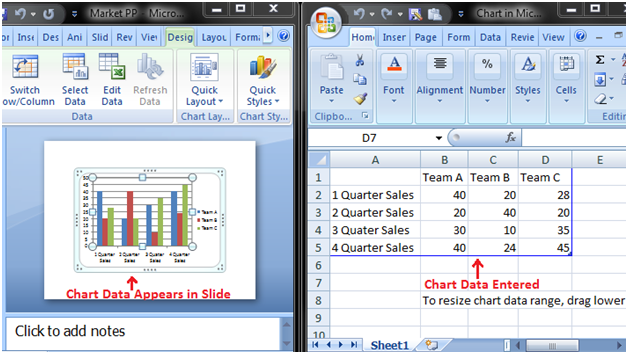 Market PP - Micro...
Inse Des Ani Slid Rev Viev Desig Layou Forma
Switch
ow/Column
Select
Data
Edit
Data
Refresh
Data
Quick
Layout
Quick
Styles
Data
Chart Lay...
Chart Sty...
50
45
40
35
30
25
20
15
10
5
0
1 Quarter
Sales
2 Quarter
Sales
3 Quater
Sales
4 Quarter
Sales
Team A
Team B
Team C
Chart Data Appears in Slide
Click to add notes
Chart in Mic...
Hom Inser Page Form Data Revie View
Paste
Font
Alignment
Number
Styles
Cells
Clipbo...
Editin
D7
fx
A B C D E
1 Team A Team B Team C
2 1 Quarter Sales 40 20 28
3 2 Quarter Sales 20 40 20
4 3 Quater Sales 30 10 35
5 4 Quarter Sales 40 24 45
6
7 Chart Data Entered
8 To resize chart data range, drag lower
9
10
Sheet1